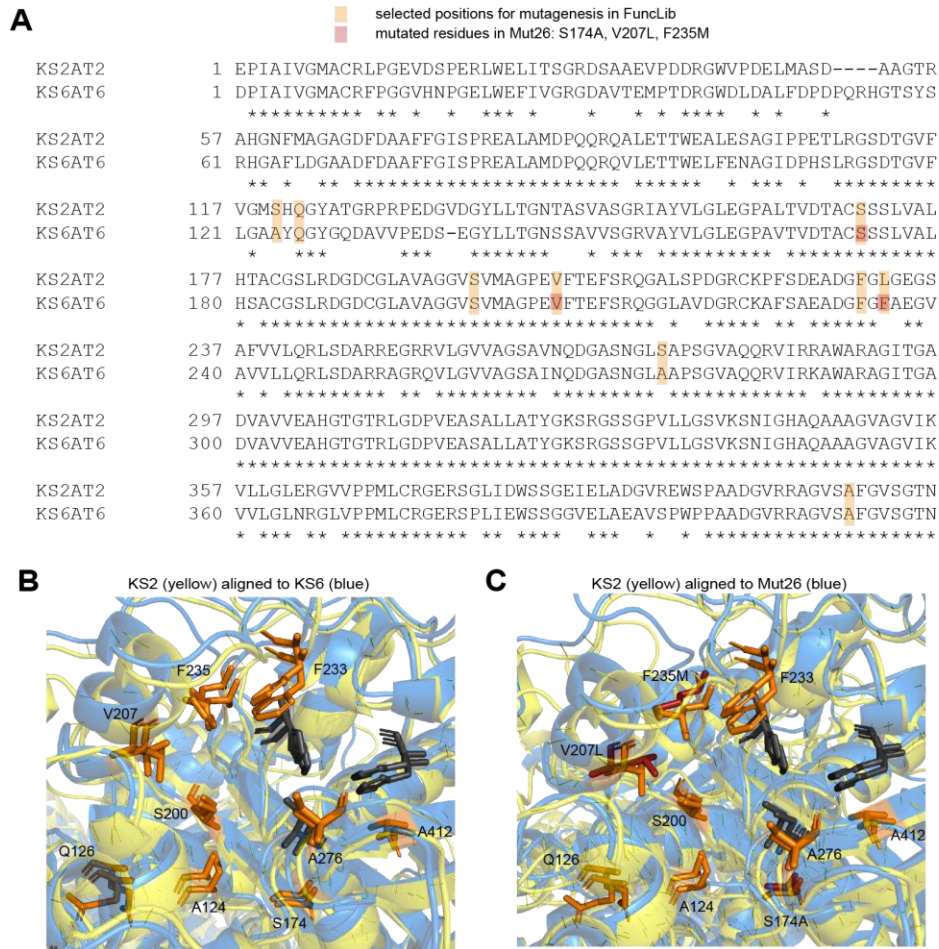 A
selected positions for mutagenesis in FuncLib
mutated residues in Mut26: S174A, V207L, F235M
KS2AT2 1 EPIAIVGMACRLPGEVDSPERLWELITSGRDSAAEVPDDRGWVPDELMASD----AAGTR
KS6AT6 1 DPIAIVGMACRFPGGVHNPGELWEFIVGRGDAVTEMPTDRGWDLDALFDPDPQRHGTSYS
********** ** * * *** * * * * **** * * *
KS2AT2 57 AHGNFMAGAGDFDAAFFGISPREALAMDPQQRQALETTWEALESAGIPPETLRGSDTGVF
KS6AT6 61 RHGAFLDGAADFDAAFFGISPREALAMDPQQRQVLETTWELFENAGIDPHSLRGSDTGVF
** * ** *********************** ****** * *** * *********
KS2AT2 117 VGMSHQGYATGRPRPEDGVDGYLLTGNTASVASGRIAYVLGLEGPALTVDTACSSSLVAL
KS6AT6 121 LGAAYQGYGQDAVVPEDS-EGYLLTGNSSAVVSGRVAYVLGLEGPAVTVDTACSSSLVAL
* *** *** ******* * *** ********** *************
KS2AT2 177 HTACGSLRDGDCGLAVAGGVSVMAGPEVFTEFSRQGALSPDGRCKPFSDEADGFGLGEGS
KS6AT6 180 HSACGSLRDGDCGLAVAGGVSVMAGPEVFTEFSRQGGLAVDGRCKAFSAEADGFGFAEGV
* ********************************** * ***** ** ****** **
KS2AT2 237 AFVVLQRLSDARREGRRVLGVVAGSAVNQDGASNGLSAPSGVAQQRVIRRAWARAGITGA
KS6AT6 240 AVVLLQRLSDARRAGRQVLGVVAGSAINQDGASNGLAAPSGVAQQRVIRKAWARAGITGA
* * ********* ** ********* ********* ************ **********
KS2AT2 297 DVAVVEAHGTGTRLGDPVEASALLATYGKSRGSSGPVLLGSVKSNIGHAQAAAGVAGVIK
KS6AT6 300 DVAVVEAHGTGTRLGDPVEASALLATYGKSRGSSGPVLLGSVKSNIGHAQAAAGVAGVIK
************************************************************
KS2AT2 357 VLLGLERGVVPPMLCRGERSGLIDWSSGEIELADGVREWSPAADGVRRAGVSAFGVSGTN
KS6AT6 360 VVLGLNRGLVPPMLCRGERSPLIEWSSGGVELAEAVSPWPPAADGVRRAGVSAFGVSGTN
* *** ** *********** ** **** *** * * ********************
B
KS2 (yellow) aligned to KS6 (blue)
F235
F233
V207
S200
A412
Q126
A276
A124
S174
C
KS2 (yellow) aligned to Mut26 (blue)
F235M
F233
V207L
S200
A412
Q126
A276
A124
S174A